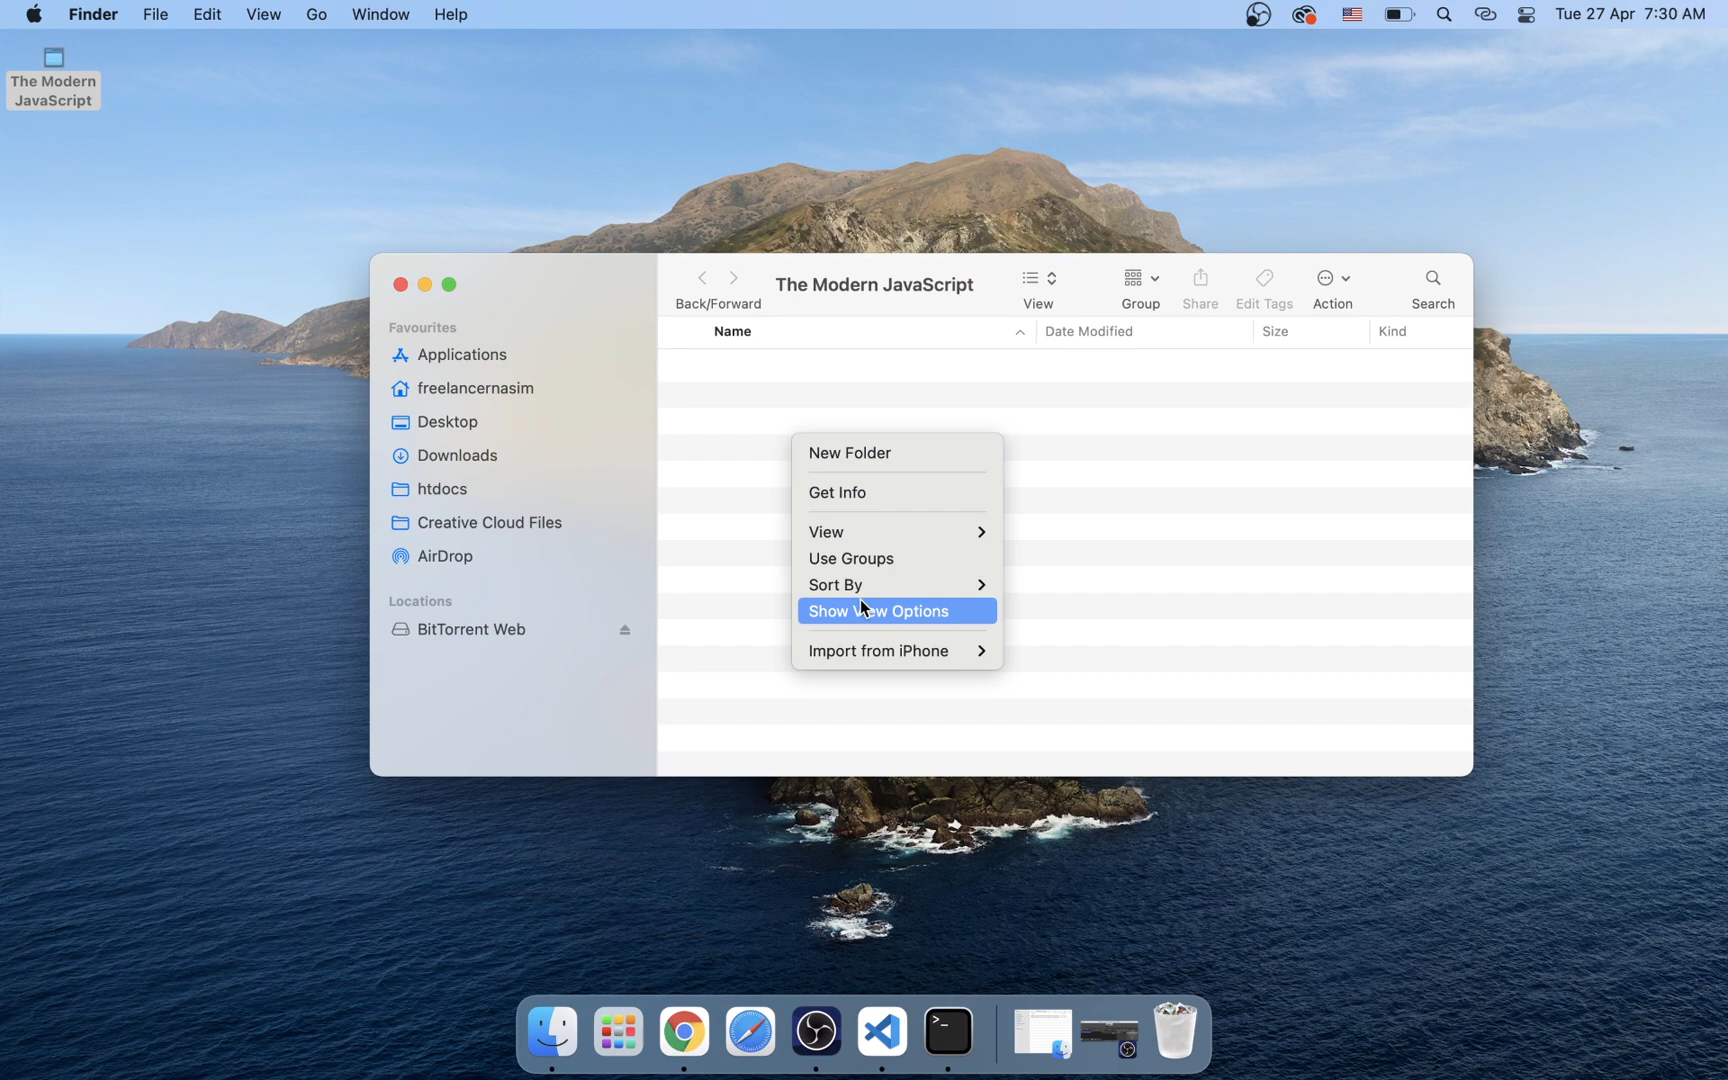 Finder File Edit View Go Window Help Tue 27 Apr 7:30 AM
The Modern
JavaScript
Back/Forward
The Modern JavaScript
View
Group
Share
Edit Tags
Action
Search
Name Date Modified Size Kind
Favourites
Applications
freelancernasim
Desktop
Downloads
htdocs
Creative Cloud Files
AirDrop
Locations
BitTorrent Web
New Folder
Get Info
View
Use Groups
Sort By
Show View Options
Import from iPhone